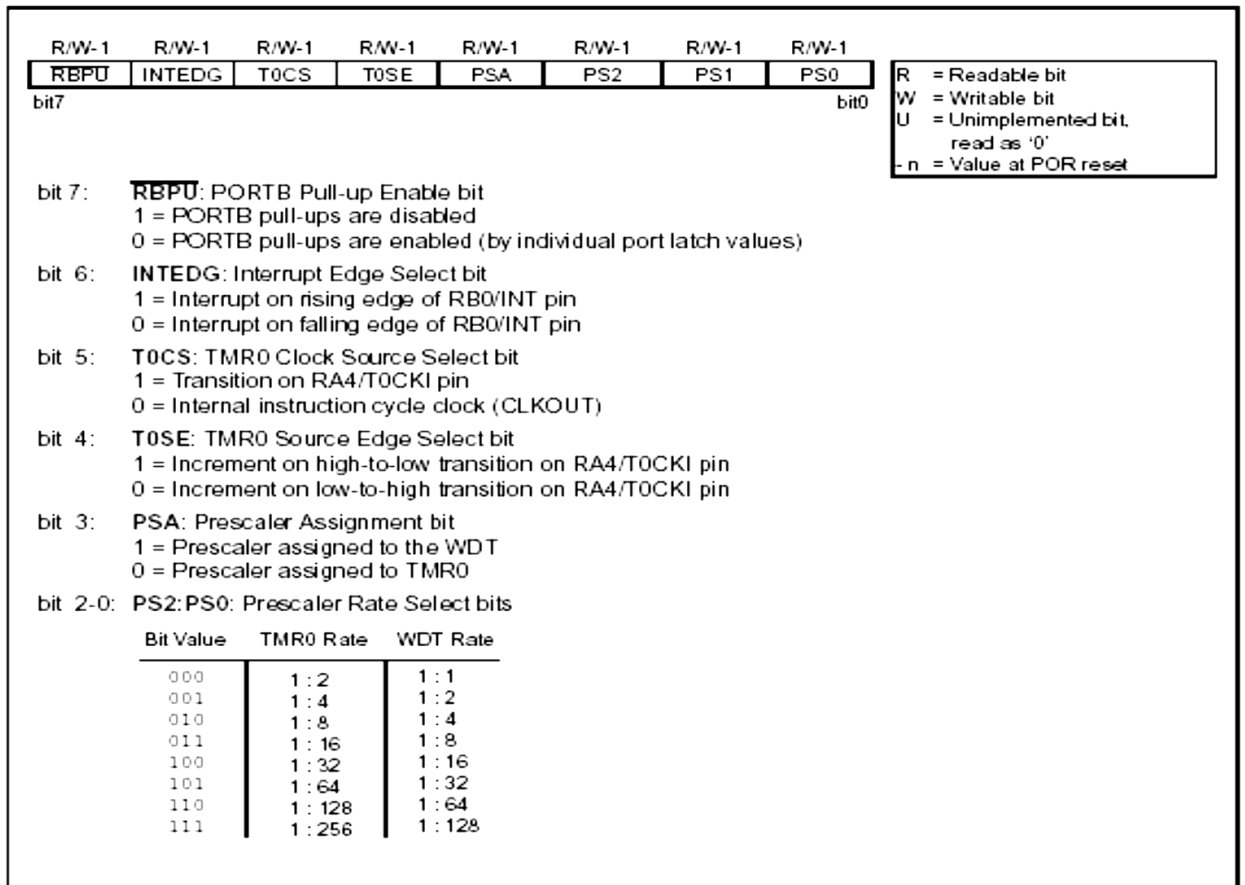 R/W-1 R/W-1 R/W-1 R/W-1 R/W-1 R/W-1 R/W-1 R/W-1
RBPU INTEDG T0CS T0SE PSA PS2 PS1 PS0
bit7 bit0
R = Readable bit
W = Writable bit
U = Unimplemented bit,
read as ‘0’
- n = Value at POR reset
bit 7: RBPU: PORTB Pull-up Enable bit
1 = PORTB pull-ups are disabled
0 = PORTB pull-ups are enabled (by individual port latch values)
bit 6: INTEDG: Interrupt Edge Select bit
1 = Interrupt on rising edge of RB0/INT pin
0 = Interrupt on falling edge of RB0/INT pin
bit 5: T0CS: TMR0 Clock Source Select bit
1 = Transition on RA4/T0CKI pin
0 = Internal instruction cycle clock (CLKOUT)
bit 4: T0SE: TMR0 Source Edge Select bit
1 = Increment on high-to-low transition on RA4/T0CKI pin
0 = Increment on low-to-high transition on RA4/T0CKI pin
bit 3: PSA: Prescaler Assignment bit
1 = Prescaler assigned to the WDT
0 = Prescaler assigned to TMR0
bit 2-0: PS2:PS0: Prescaler Rate Select bits
Bit Value TMR0 Rate WDT Rate
000 1 : 2 1 : 1
001 1 : 4 1 : 2
010 1 : 8 1 : 4
011 1 : 16 1 : 8
100 1 : 32 1 : 16
101 1 : 64 1 : 32
110 1 : 128 1 : 64
111 1 : 256 1 : 128